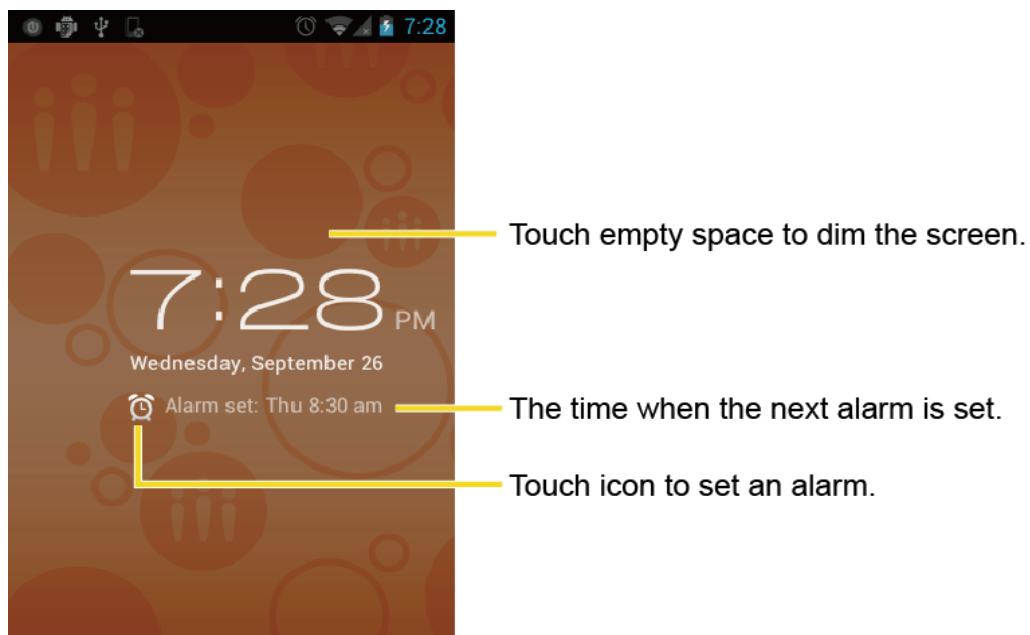 7:28
Touch empty space to dim the screen.
7:28 PM
Wednesday, September 26
Alarm set: Thu 8:30 am
The time when the next alarm is set.
Touch icon to set an alarm.